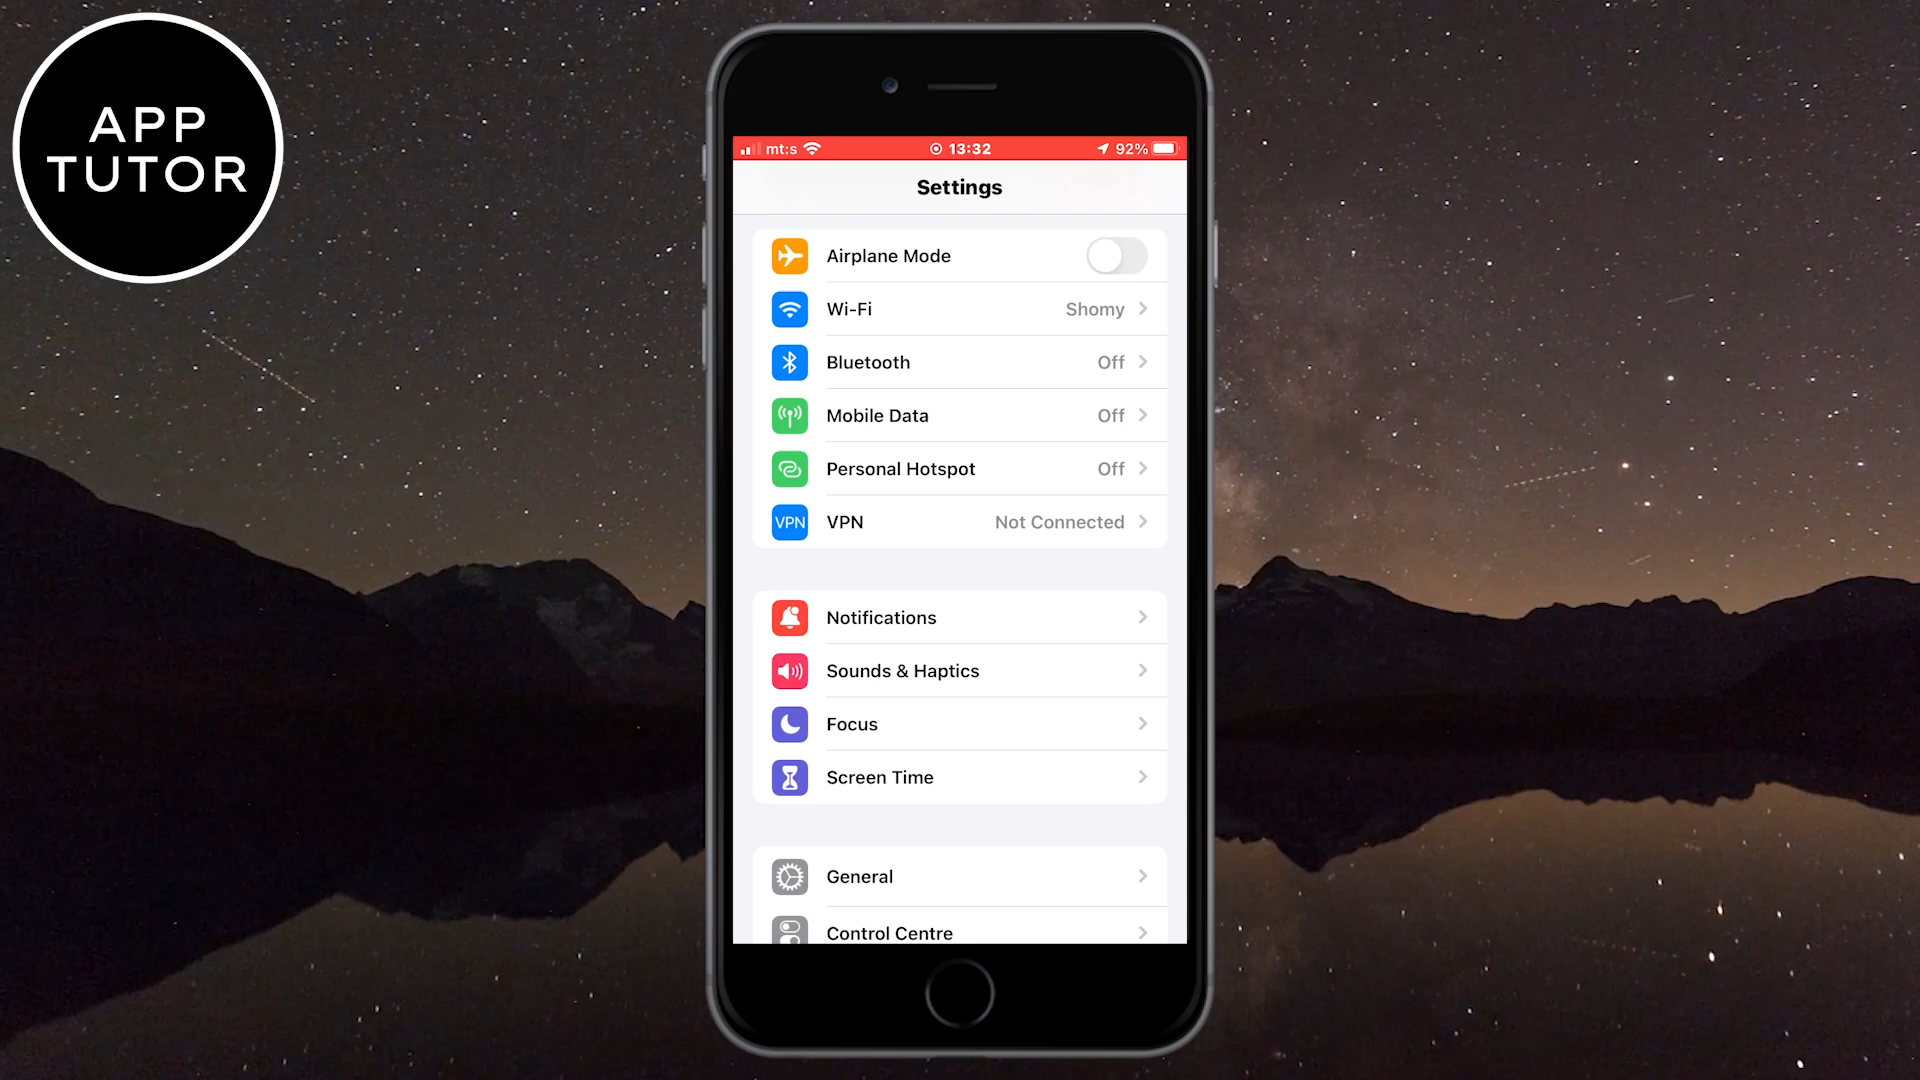 APP
TUTOR
mt:s 13:32 92%
Settings
Airplane Mode
Wi-Fi Shomy
Bluetooth Off
Mobile Data Off
Personal Hotspot Off
VPN VPN Not Connected
Notifications
Sounds & Haptics
Focus
Screen Time
General
Control Centre